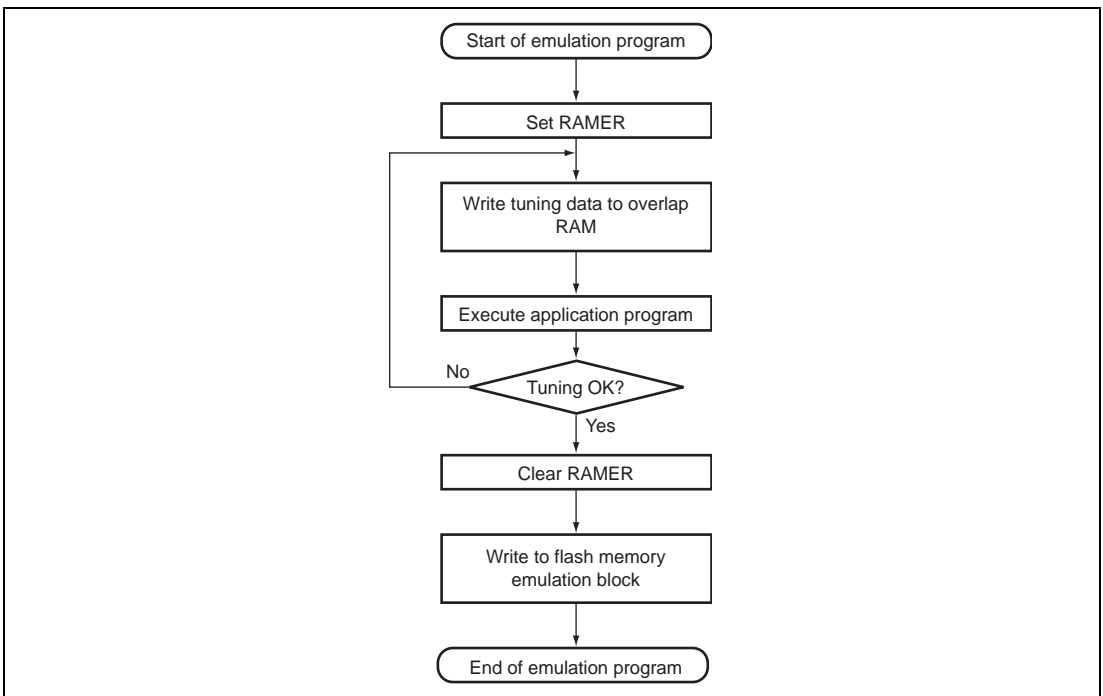 Start of emulation program
Set RAMER
Write tuning data to overlap
RAM
Execute application program
No
Tuning OK?
Yes
Clear RAMER
Write to flash memory
emulation block
End of emulation program